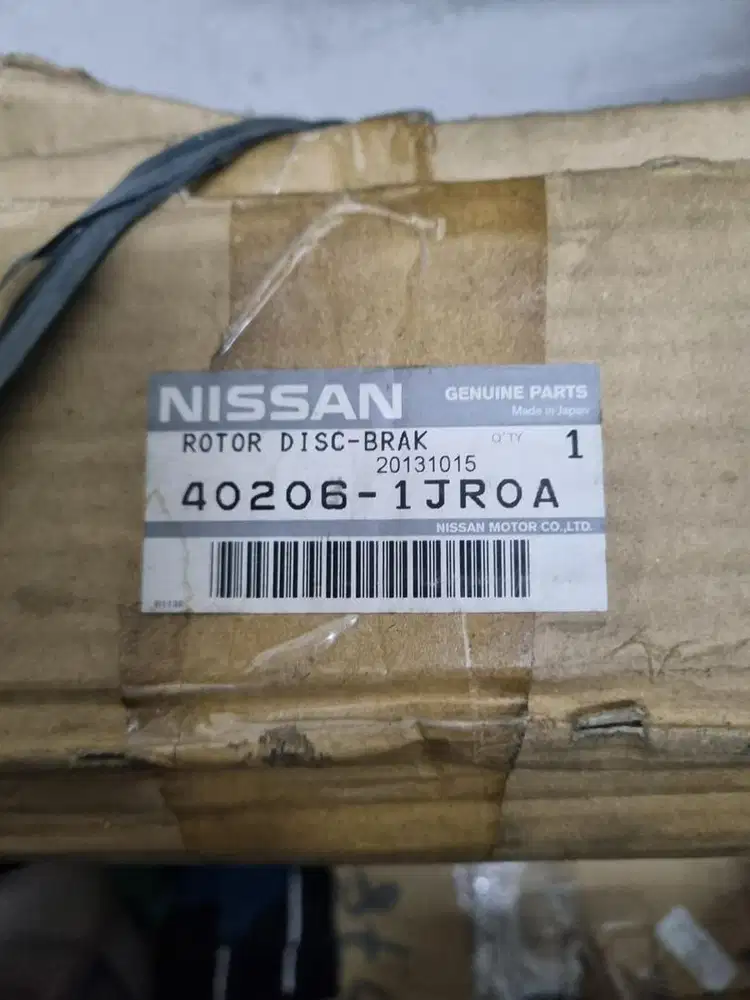 NISSAN GENUINE PARTS
Made in Japan
ROTOR DISC-BRAK Q'TY 1
20131015
40206-1JR0A
NISSAN MOTOR CO.,LTD.